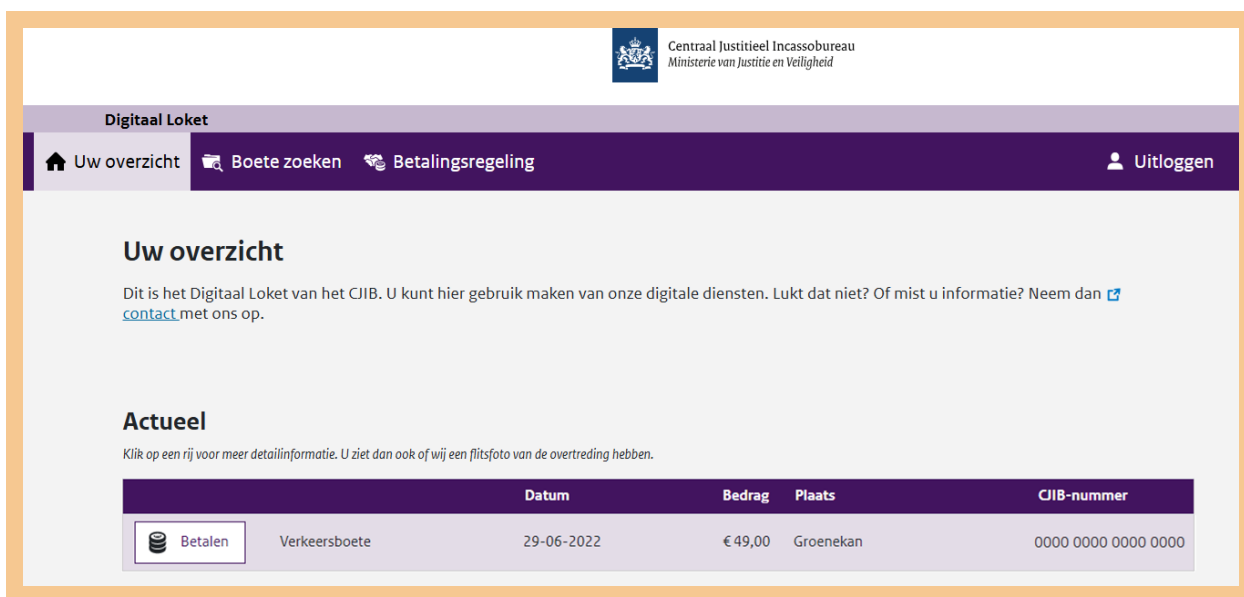 Centraal Justitieel Incassobureau
Ministerie van Justitie en Veiligheid
Digitaal Loket
Uw overzicht Boete zoeken Betalingsregeling Uitloggen
Uw overzicht
Dit is het Digitaal Loket van het CJIB. U kunt hier gebruik maken van onze digitale diensten. Lukt dat niet? Of mist u informatie? Neem dan
contact met ons op.
Actueel
Klik op een rij voor meer detailinformatie. U ziet dan ook of wij een flitsfoto van de overtreding hebben.
Datum Bedrag Plaats CJIB-nummer
Betalen Verkeersboete 29-06-2022 € 49,00 Groenekan 0000 0000 0000 0000